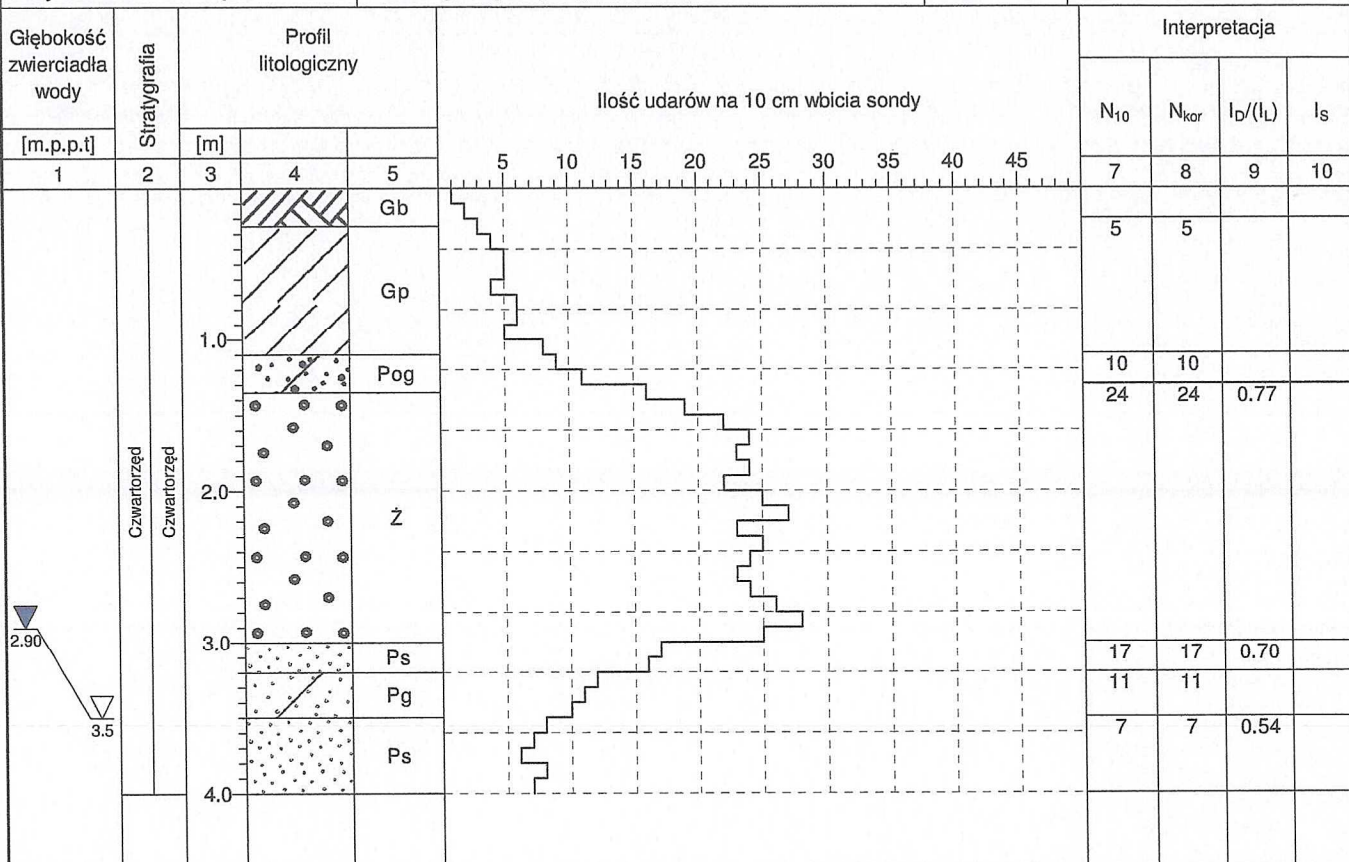 Głębokość zwierciadła wody
Stratygrafia
Profil litologiczny
Ilość udarów na 10 cm wbicia sondy
Interpretacja
N10 Nkor ID/(IL) IS
[m.p.p.t] [m]
5 10 15 20 25 30 35 40 45
1 2 3 4 5 7 8 9 10
Gb
5 5
Gp
1.0
Pog
10 10
24 24 0.77
Czwartorzęd
Czwartorzęd
2.0
Ż
2.90
3.0
Ps
17 17 0.70
Pg
11 11
3.5
7 7 0.54
Ps
4.0